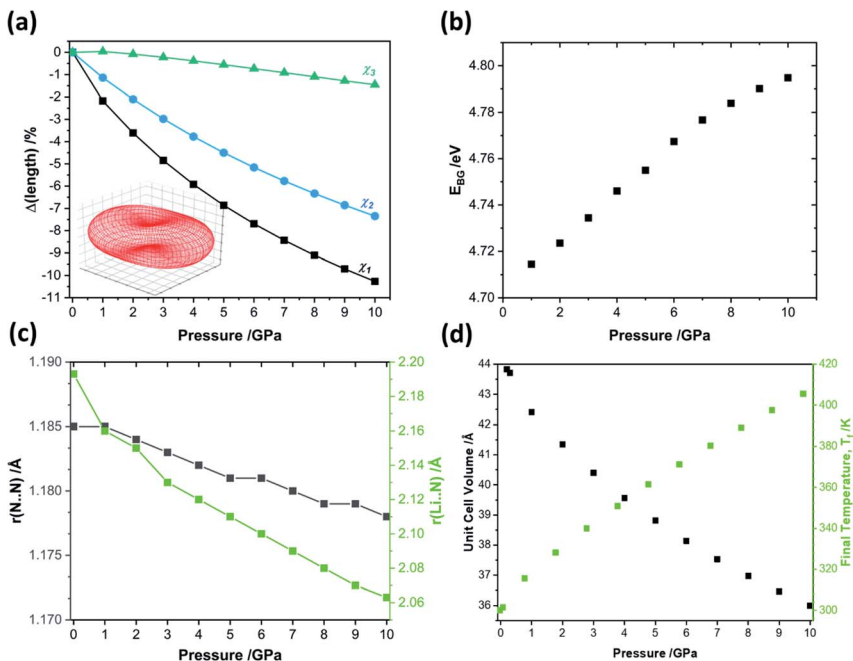 (a)
0
-1
-2
-3
-4
-5
-6
-7
-8
-9
-10
-11
Δ(length) /%
χ3
χ2
χ1
0 1 2 3 4 5 6 7 8 9 10
Pressure /GPa
(b)
4.80
4.78
4.76
4.74
4.72
4.70
E_BG /eV
0 2 4 6 8 10
Pressure /GPa
(c)
1.190
1.185
1.180
1.175
1.170
r(N..N) /Å
2.20
2.18
2.16
2.14
2.12
2.10
2.08
2.06
r(Li..N) /Å
0 1 2 3 4 5 6 7 8 9 10
Pressure /GPa
(d)
44
43
42
41
40
39
38
37
36
Unit Cell Volume /Å
420
400
380
360
340
320
300
Final Temperature, T_f /K
0 1 2 3 4 5 6 7 8 9 10
Pressure /GPa